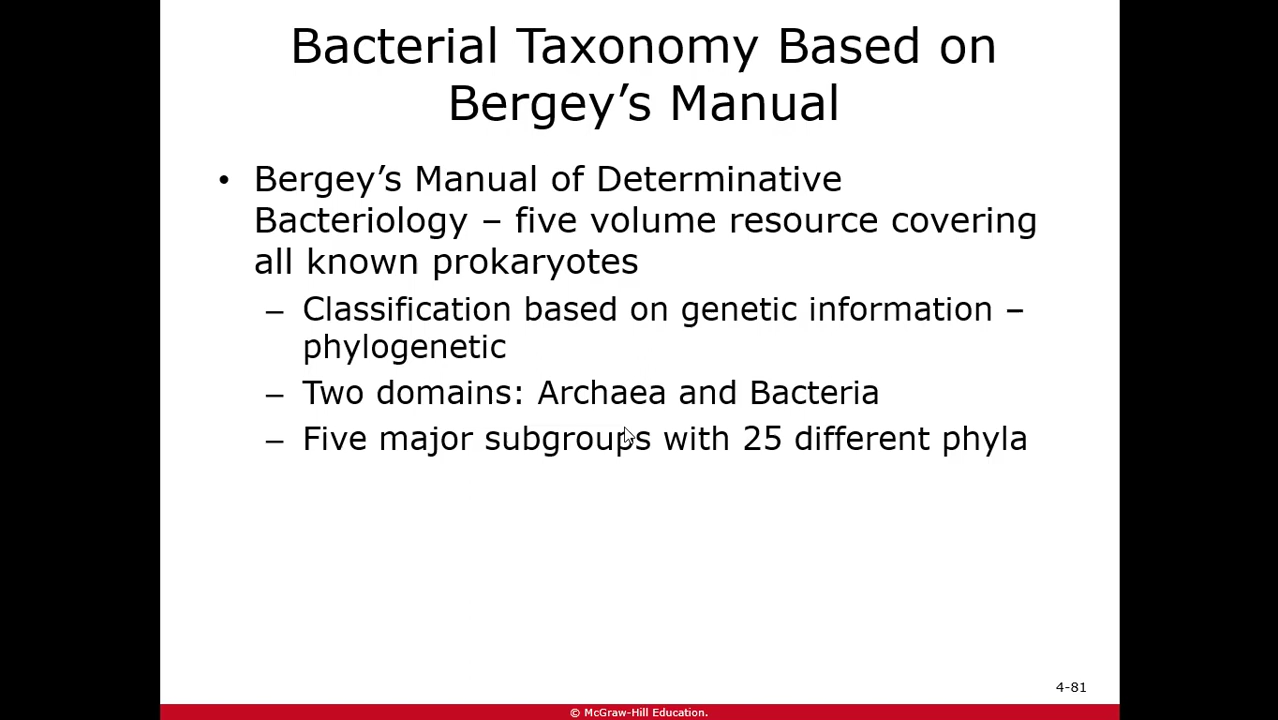 Bacterial Taxonomy Based on
Bergey’s Manual
• Bergey’s Manual of Determinative
Bacteriology – five volume resource covering
all known prokaryotes
– Classification based on genetic information –
phylogenetic
– Two domains: Archaea and Bacteria
– Five major subgroups with 25 different phyla
4-81
© McGraw-Hill Education.